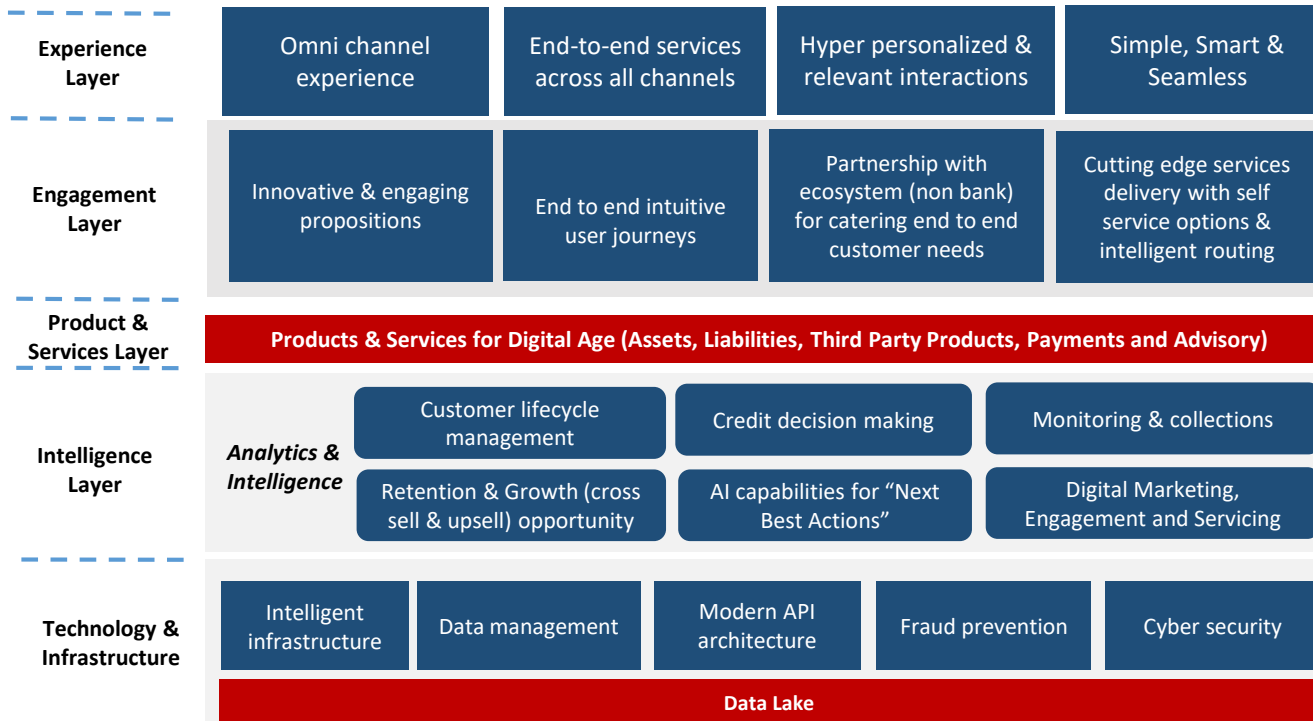 Experience
Layer
Omni channel
experience
End-to-end services
across all channels
Hyper personalized &
relevant interactions
Simple, Smart &
Seamless
Engagement
Layer
Innovative & engaging
propositions
End to end intuitive
user journeys
Partnership with
ecosystem (non bank)
for catering end to end
customer needs
Cutting edge services
delivery with self
service options &
intelligent routing
Product &
Services Layer
Products & Services for Digital Age (Assets, Liabilities, Third Party Products, Payments and Advisory)
Intelligence
Layer
Analytics &
Intelligence
Customer lifecycle
management
Credit decision making
Monitoring & collections
Retention & Growth (cross
sell & upsell) opportunity
AI capabilities for “Next
Best Actions”
Digital Marketing,
Engagement and Servicing
Technology &
Infrastructure
Intelligent
infrastructure
Data management
Modern API
architecture
Fraud prevention
Cyber security
Data Lake